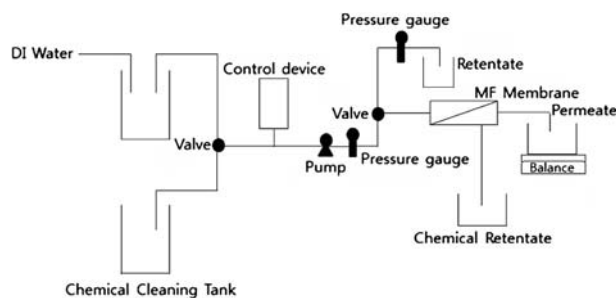 Pressure gauge
DI Water
Control device
Retentate
MF Membrane
Permeate
Valve
Valve
Pump
Pressure gauge
Balance
Chemical Retentate
Chemical Cleaning Tank